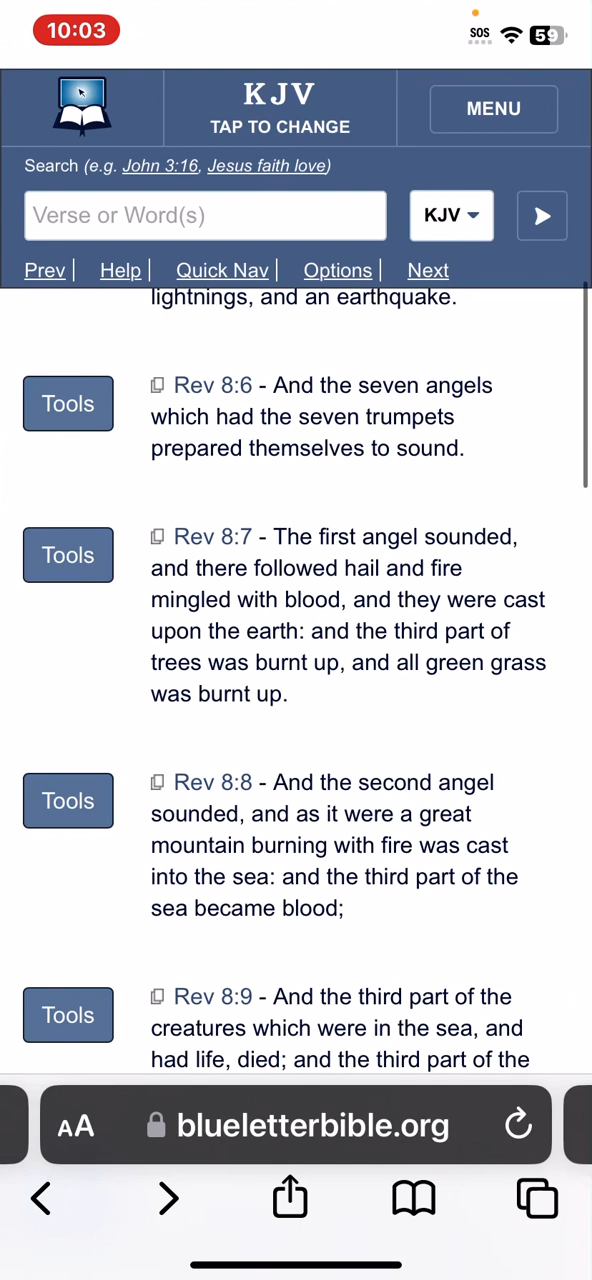 10:03
SOS 59
KJV
TAP TO CHANGE
MENU
Search (e.g. John 3:16, Jesus faith love)
Verse or Word(s)
KJV
Prev | Help | Quick Nav | Options | Next
lightnings, and an earthquake.
Tools
Rev 8:6 - And the seven angels
which had the seven trumpets
prepared themselves to sound.
Tools
Rev 8:7 - The first angel sounded,
and there followed hail and fire
mingled with blood, and they were cast
upon the earth: and the third part of
trees was burnt up, and all green grass
was burnt up.
Tools
Rev 8:8 - And the second angel
sounded, and as it were a great
mountain burning with fire was cast
into the sea: and the third part of the
sea became blood;
Tools
Rev 8:9 - And the third part of the
creatures which were in the sea, and
had life, died; and the third part of the
AA blueletterbible.org